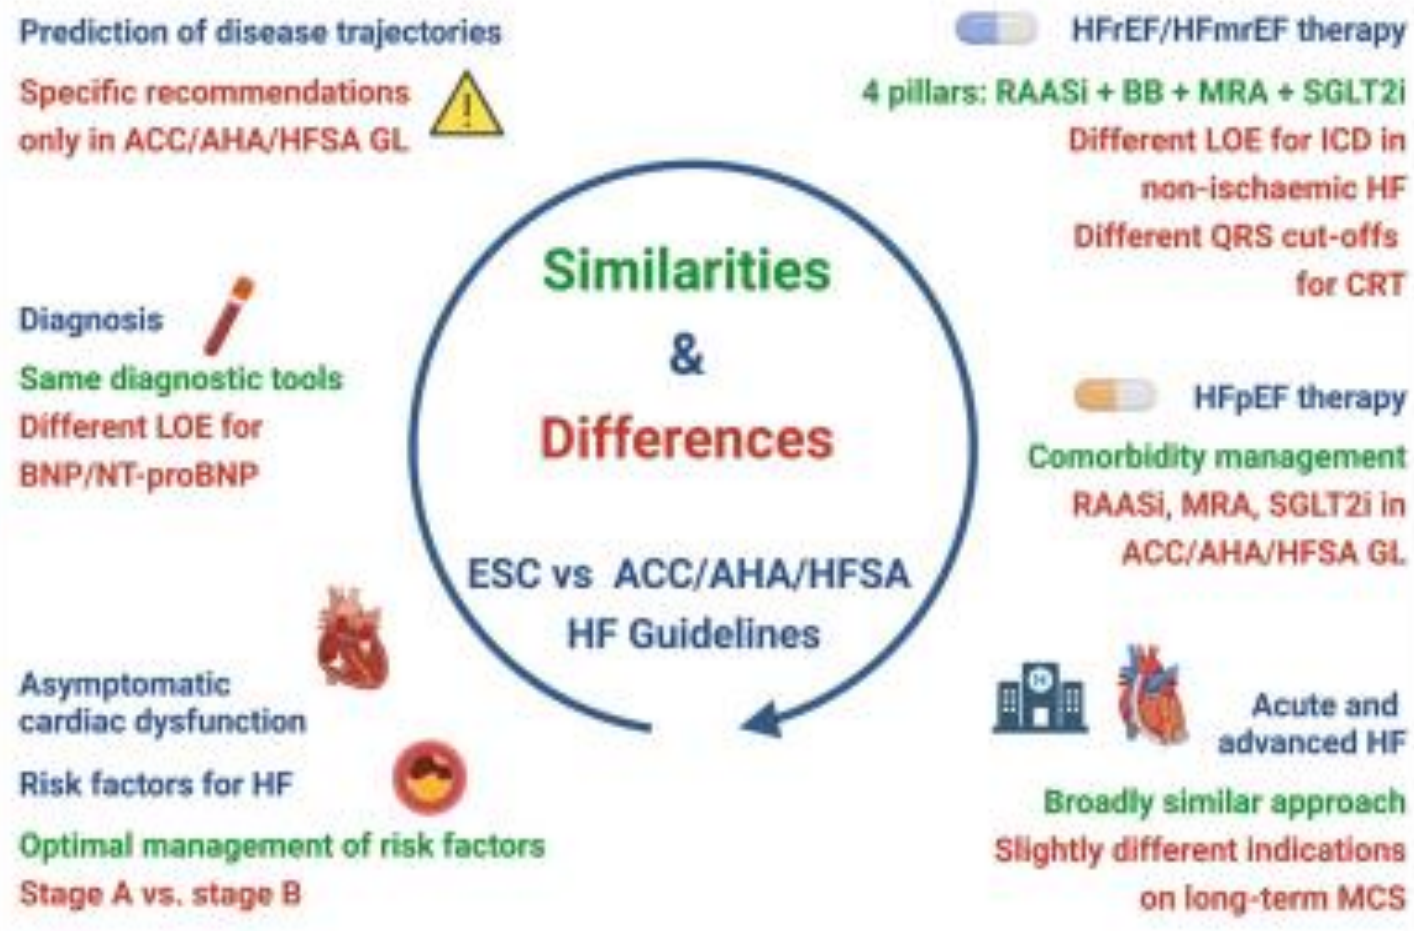 Prediction of disease trajectories
Specific recommendations
only in ACC/AHA/HFSA GL
Diagnosis
Same diagnostic tools
Different LOE for
BNP/NT-proBNP
Asymptomatic
cardiac dysfunction
Risk factors for HF
Optimal management of risk factors
Stage A vs. stage B
Similarities
&
Differences
ESC vs ACC/AHA/HFSA
HF Guidelines
HFrEF/HFmrEF therapy
4 pillars: RAASi + BB + MRA + SGLT2i
Different LOE for ICD in
non-ischaemic HF
Different QRS cut-offs
for CRT
HFpEF therapy
Comorbidity management
RAASi, MRA, SGLT2i in
ACC/AHA/HFSA GL
H
Acute and
advanced HF
Broadly similar approach
Slightly different indications
on long-term MCS